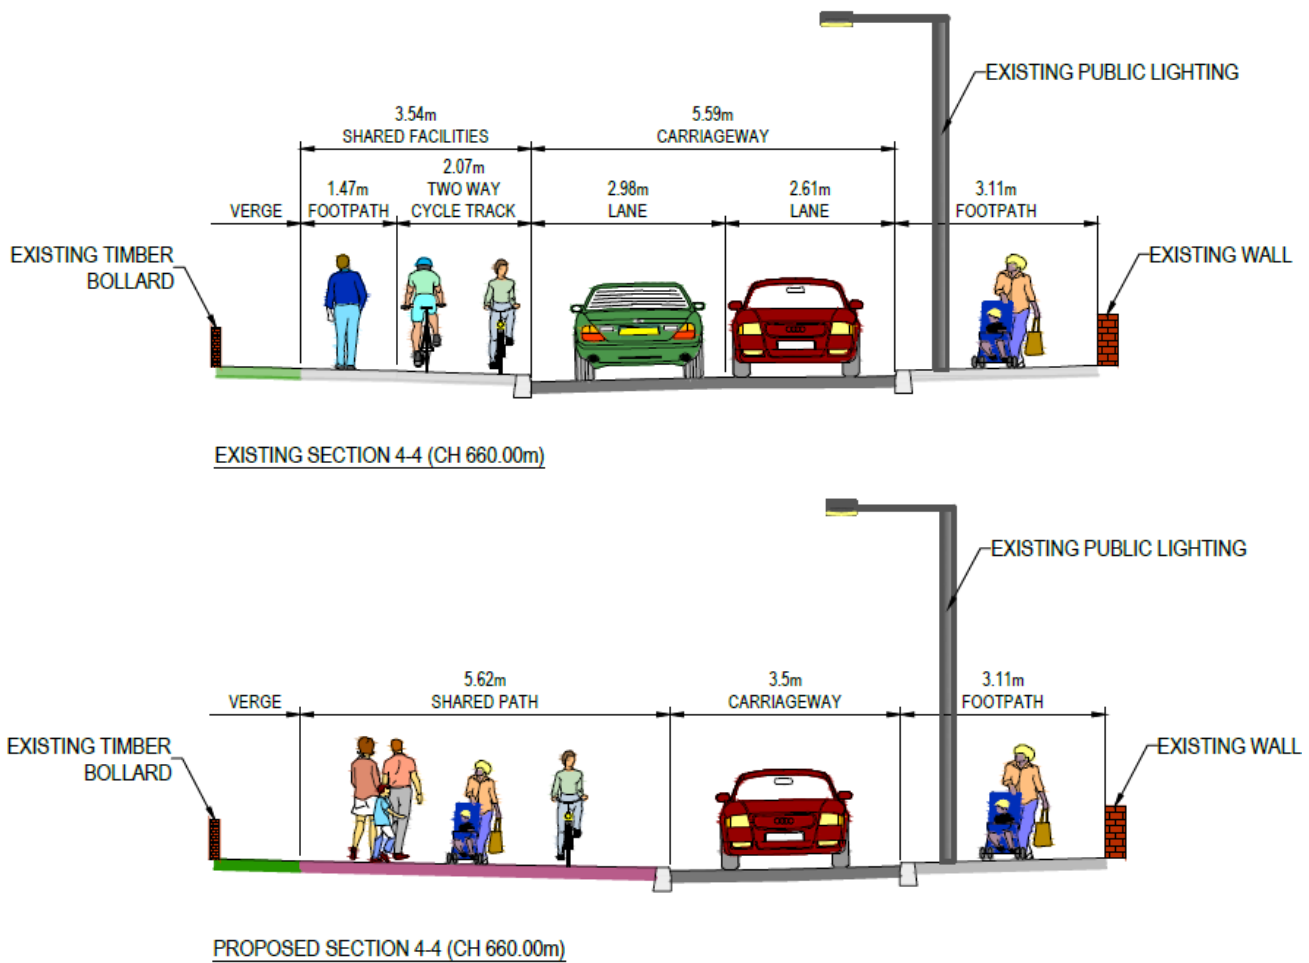 EXISTING PUBLIC LIGHTING
3.54m
SHARED FACILITIES
5.59m
CARRIAGEWAY
VERGE
1.47m
FOOTPATH
2.07m
TWO WAY
CYCLE TRACK
2.98m
LANE
2.61m
LANE
3.11m
FOOTPATH
EXISTING TIMBER
BOLLARD
EXISTING WALL
EXISTING SECTION 4-4 (CH 660.00m)
EXISTING PUBLIC LIGHTING
VERGE
5.62m
SHARED PATH
3.5m
CARRIAGEWAY
3.11m
FOOTPATH
EXISTING TIMBER
BOLLARD
EXISTING WALL
PROPOSED SECTION 4-4 (CH 660.00m)